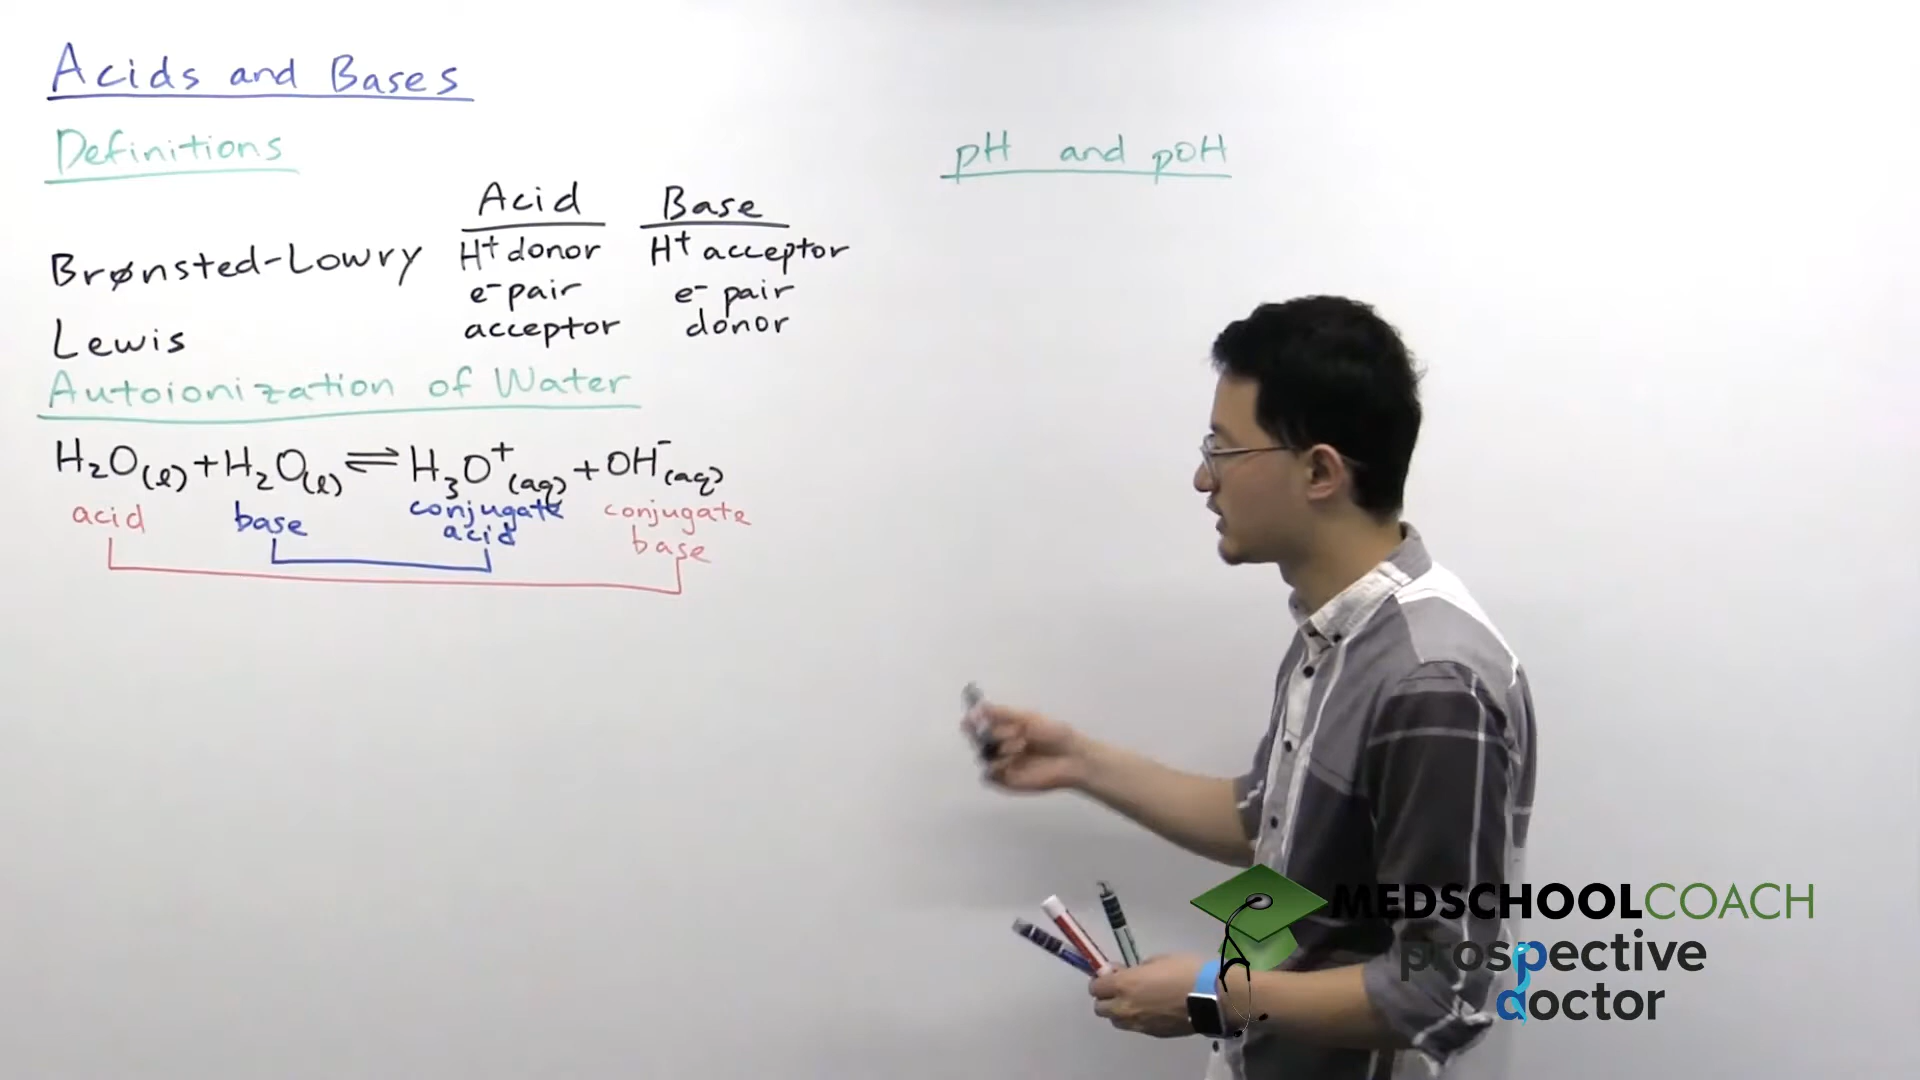 Acids and Bases
Definitions
Acid Base
Brønsted-Lowry H⁺ donor H⁺ acceptor
Lewis e⁻ pair acceptor e⁻ pair donor
Autoionization of Water
H₂O(l) + H₂O(l) ⇌ H₃O⁺(aq) + OH⁻(aq)
acid base conjugate acid conjugate base
pH and pOH
MEDSCHOOLCOACH
prospective
doctor